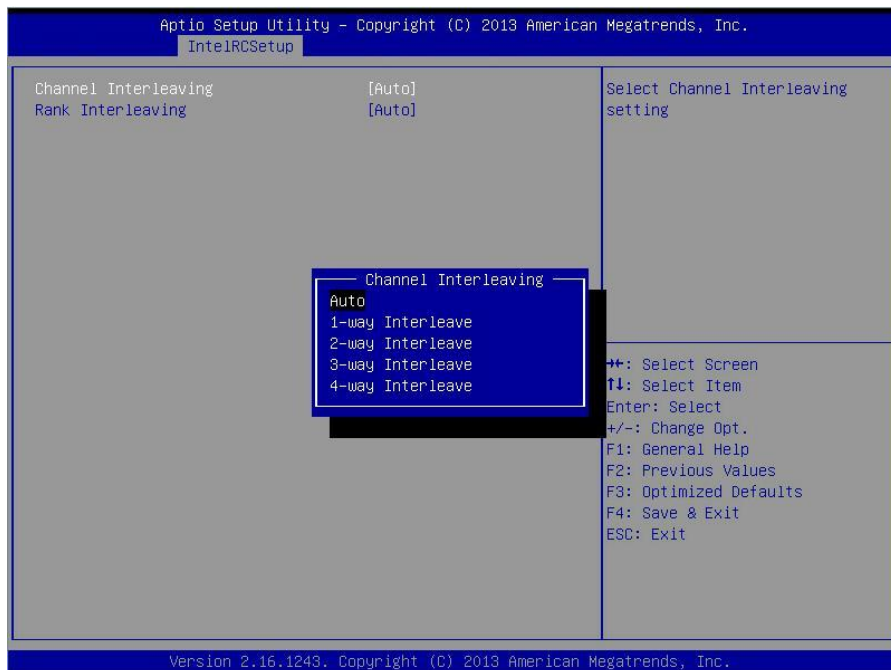 Aptio Setup Utility – Copyright (C) 2013 American Megatrends, Inc.
IntelRCSetup
Channel Interleaving [Auto]
Rank Interleaving [Auto]
Select Channel Interleaving
setting
Channel Interleaving
Auto
1-way Interleave
2-way Interleave
3-way Interleave
4-way Interleave
→←: Select Screen
↑↓: Select Item
Enter: Select
+/-: Change Opt.
F1: General Help
F2: Previous Values
F3: Optimized Defaults
F4: Save & Exit
ESC: Exit
Version 2.16.1243. Copyright (C) 2013 American Megatrends, Inc.